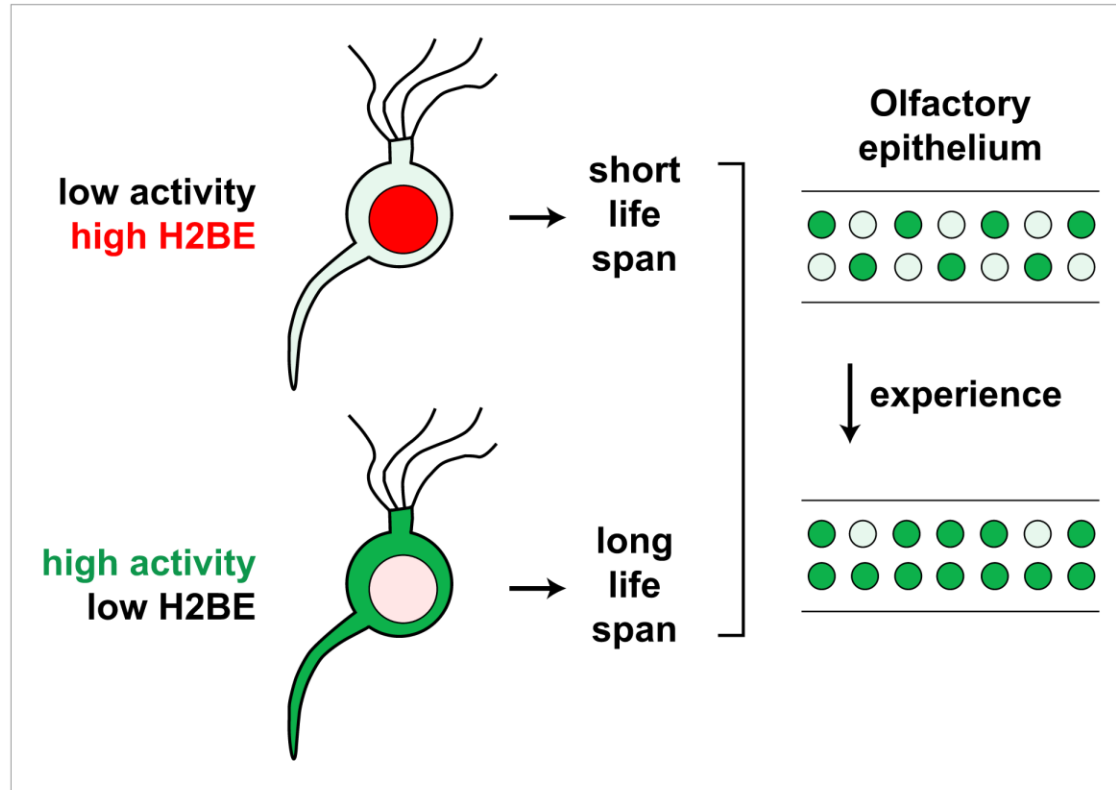 low activity
high H2BE
short
life
span
high activity
low H2BE
long
life
span
Olfactory
epithelium
experience